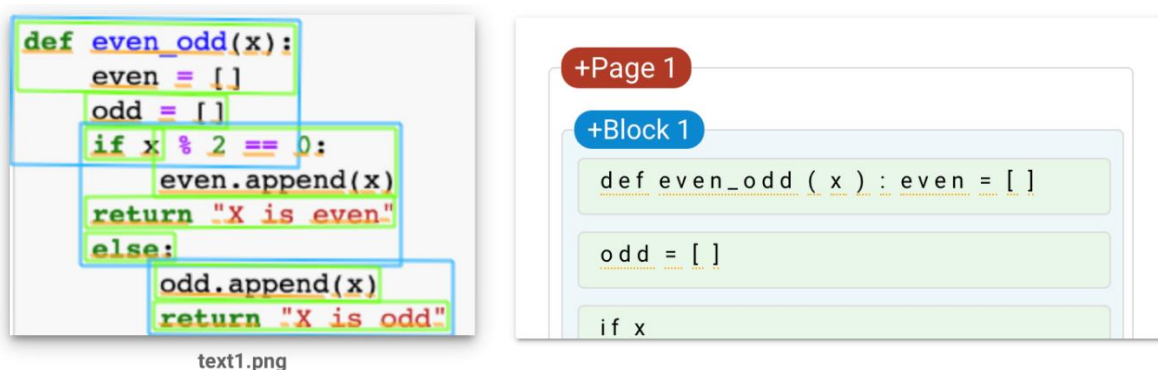 def even_odd(x):
even = []
odd = []
if x % 2 == 0:
even.append(x)
return "X is even"
else:
odd.append(x)
return "X is odd"
text1.png
+Page 1
+Block 1
def even_odd ( x ) : even = [ ]
odd = [ ]
if x